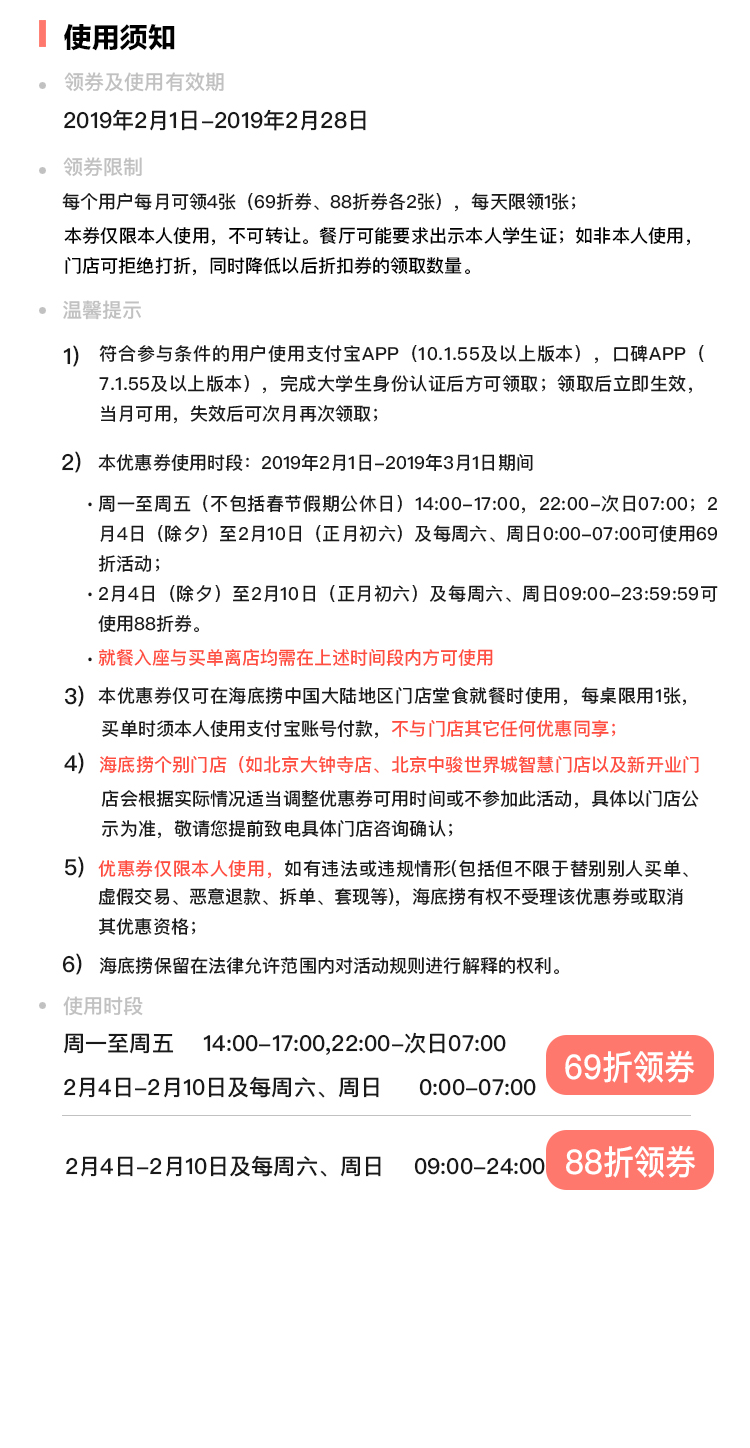 使用须知
领券及使用有效期
2019年2月1日-2019年2月28日
领券限制
每个用户每月可领4张（69折券、88折券各2张），每天限领1张；
本券仅限本人使用，不可转让。餐厅可能要求出示本人学生证；如非本人使用，
门店可拒绝打折，同时降低以后折扣券的领取数量。
温馨提示
1） 符合参与条件的用户使用支付宝APP（10.1.55及以上版本），口碑APP（
7.1.55及以上版本），完成大学生身份认证后方可领取；领取后立即生效，
当月可用，失效后可次月再次领取；
2） 本优惠券使用时段：2019年2月1日-2019年3月1日期间
·周一至周五（不包括春节假期公休日）14:00-17:00，22:00-次日07:00；2
月4日（除夕）至2月10日（正月初六）及每周六、周日0:00-07:00可使用69
折活动；
·2月4日（除夕）至2月10日（正月初六）及每周六、周日09:00-23:59:59可
使用88折券。
·就餐入座与买单离店均需在上述时间段内方可使用
3） 本优惠券仅可在海底捞中国大陆地区门店堂食就餐时使用，每桌限用1张，
买单时须本人使用支付宝账号付款，不与门店其它任何优惠同享；
4） 海底捞个别门店（如北京大钟寺店、北京中骏世界城智慧门店以及新开业门
店会根据实际情况适当调整优惠券可用时间或不参加此活动，具体以门店公
示为准，敬请您提前致电具体门店咨询确认；
5） 优惠券仅限本人使用，如有违法或违规情形(包括但不限于替别别人买单、
虚假交易、恶意退款、拆单、套现等)，海底捞有权不受理该优惠券或取消
其优惠资格；
6） 海底捞保留在法律允许范围内对活动规则进行解释的权利。
使用时段
周一至周五 14:00-17:00,22:00-次日07:00
69折领券
2月4日-2月10日及每周六、周日 0:00-07:00
2月4日-2月10日及每周六、周日 09:00-24:00 88折领券